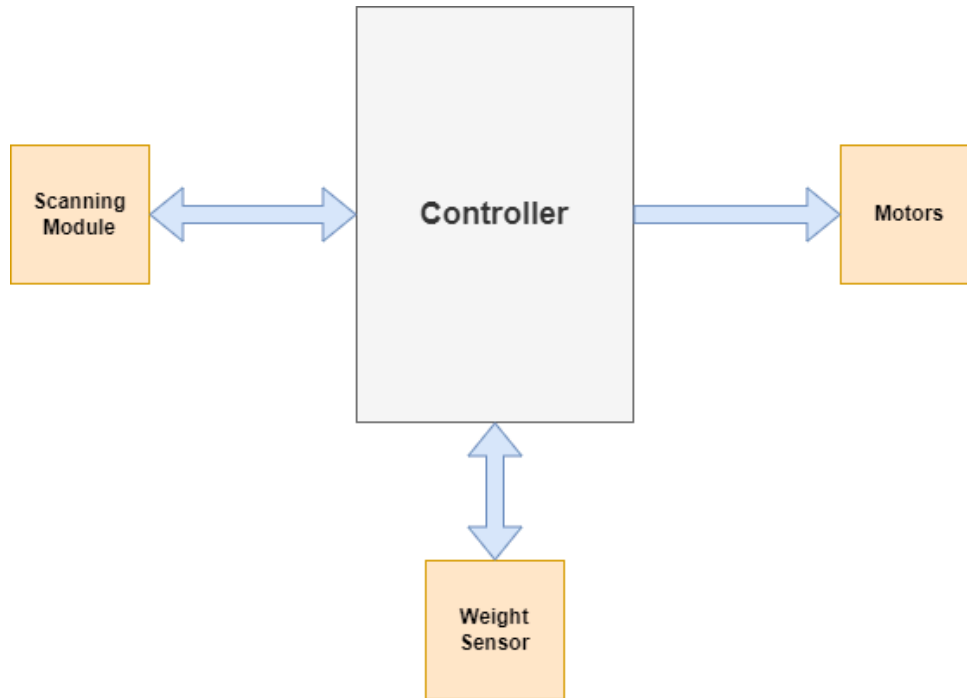 Scanning
Module
Controller
Motors
Weight
Sensor